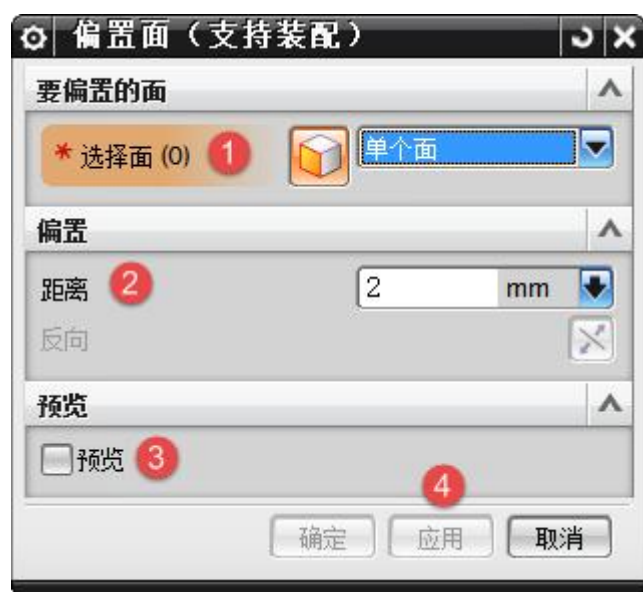 偏置面（支持装配）
要偏置的面
* 选择面 (0) 1 单个面
偏置
距离 2 2 mm
反向
预览
预览 3
4
确定 应用 取消